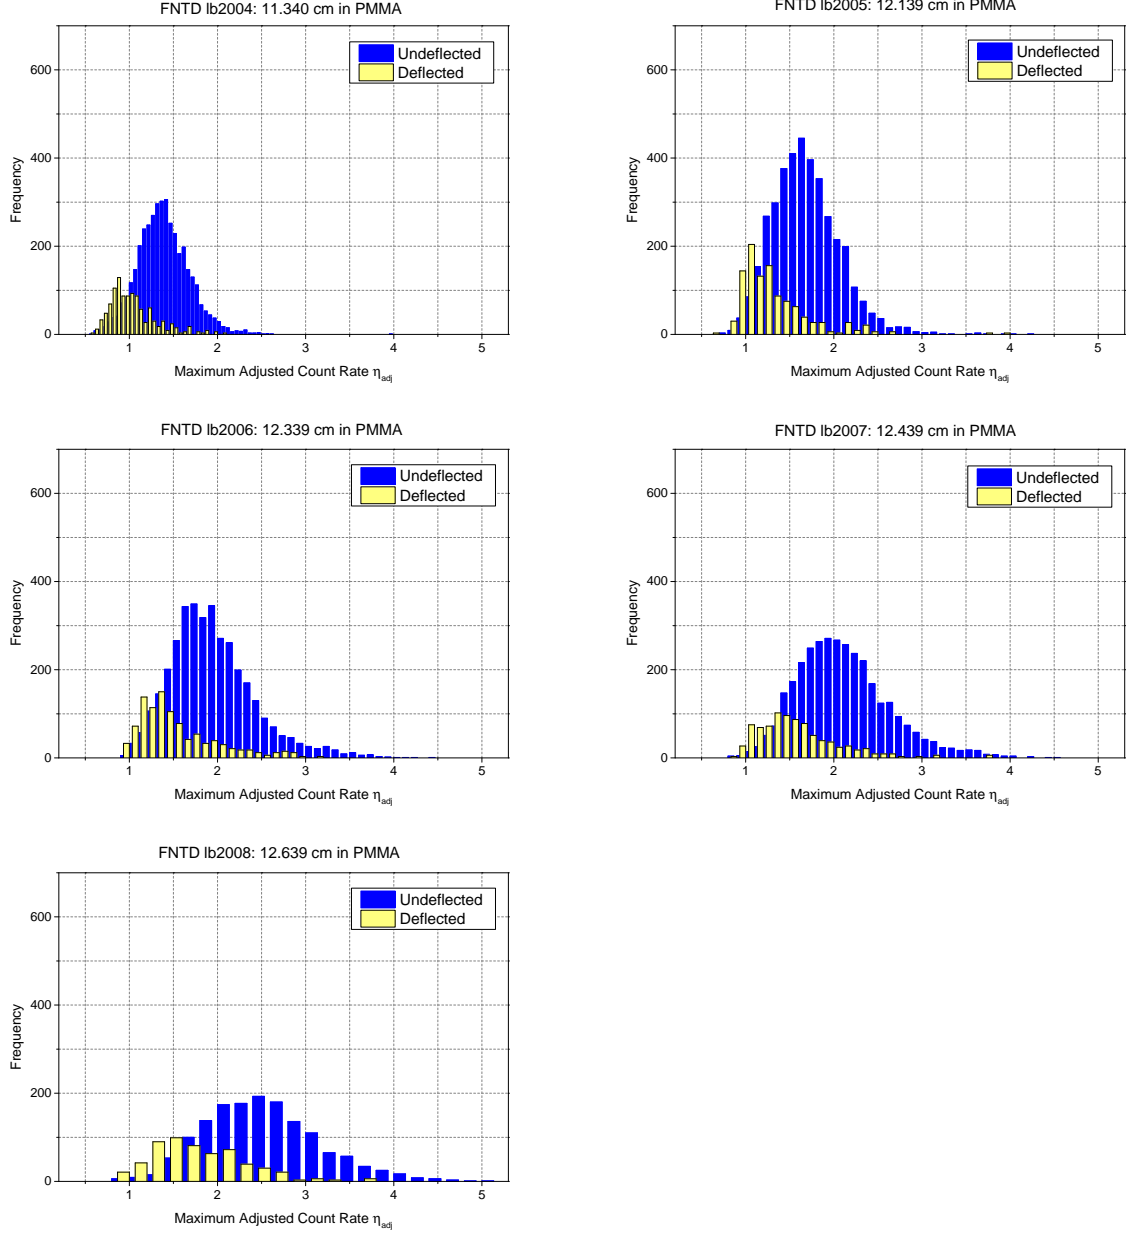 FNTD lb2004: 11.340 cm in PMMA
Undeflected
Deflected
600
400
200
0
Frequency
1 2 3 4 5
Maximum Adjusted Count Rate ηadj
FNTD lb2005: 12.139 cm in PMMA
Undeflected
Deflected
600
400
200
0
Frequency
1 2 3 4 5
Maximum Adjusted Count Rate ηadj
FNTD lb2006: 12.339 cm in PMMA
Undeflected
Deflected
600
400
200
0
Frequency
1 2 3 4 5
Maximum Adjusted Count Rate ηadj
FNTD lb2007: 12.439 cm in PMMA
Undeflected
Deflected
600
400
200
0
Frequency
1 2 3 4 5
Maximum Adjusted Count Rate ηadj
FNTD lb2008: 12.639 cm in PMMA
Undeflected
Deflected
600
400
200
0
Frequency
1 2 3 4 5
Maximum Adjusted Count Rate ηadj